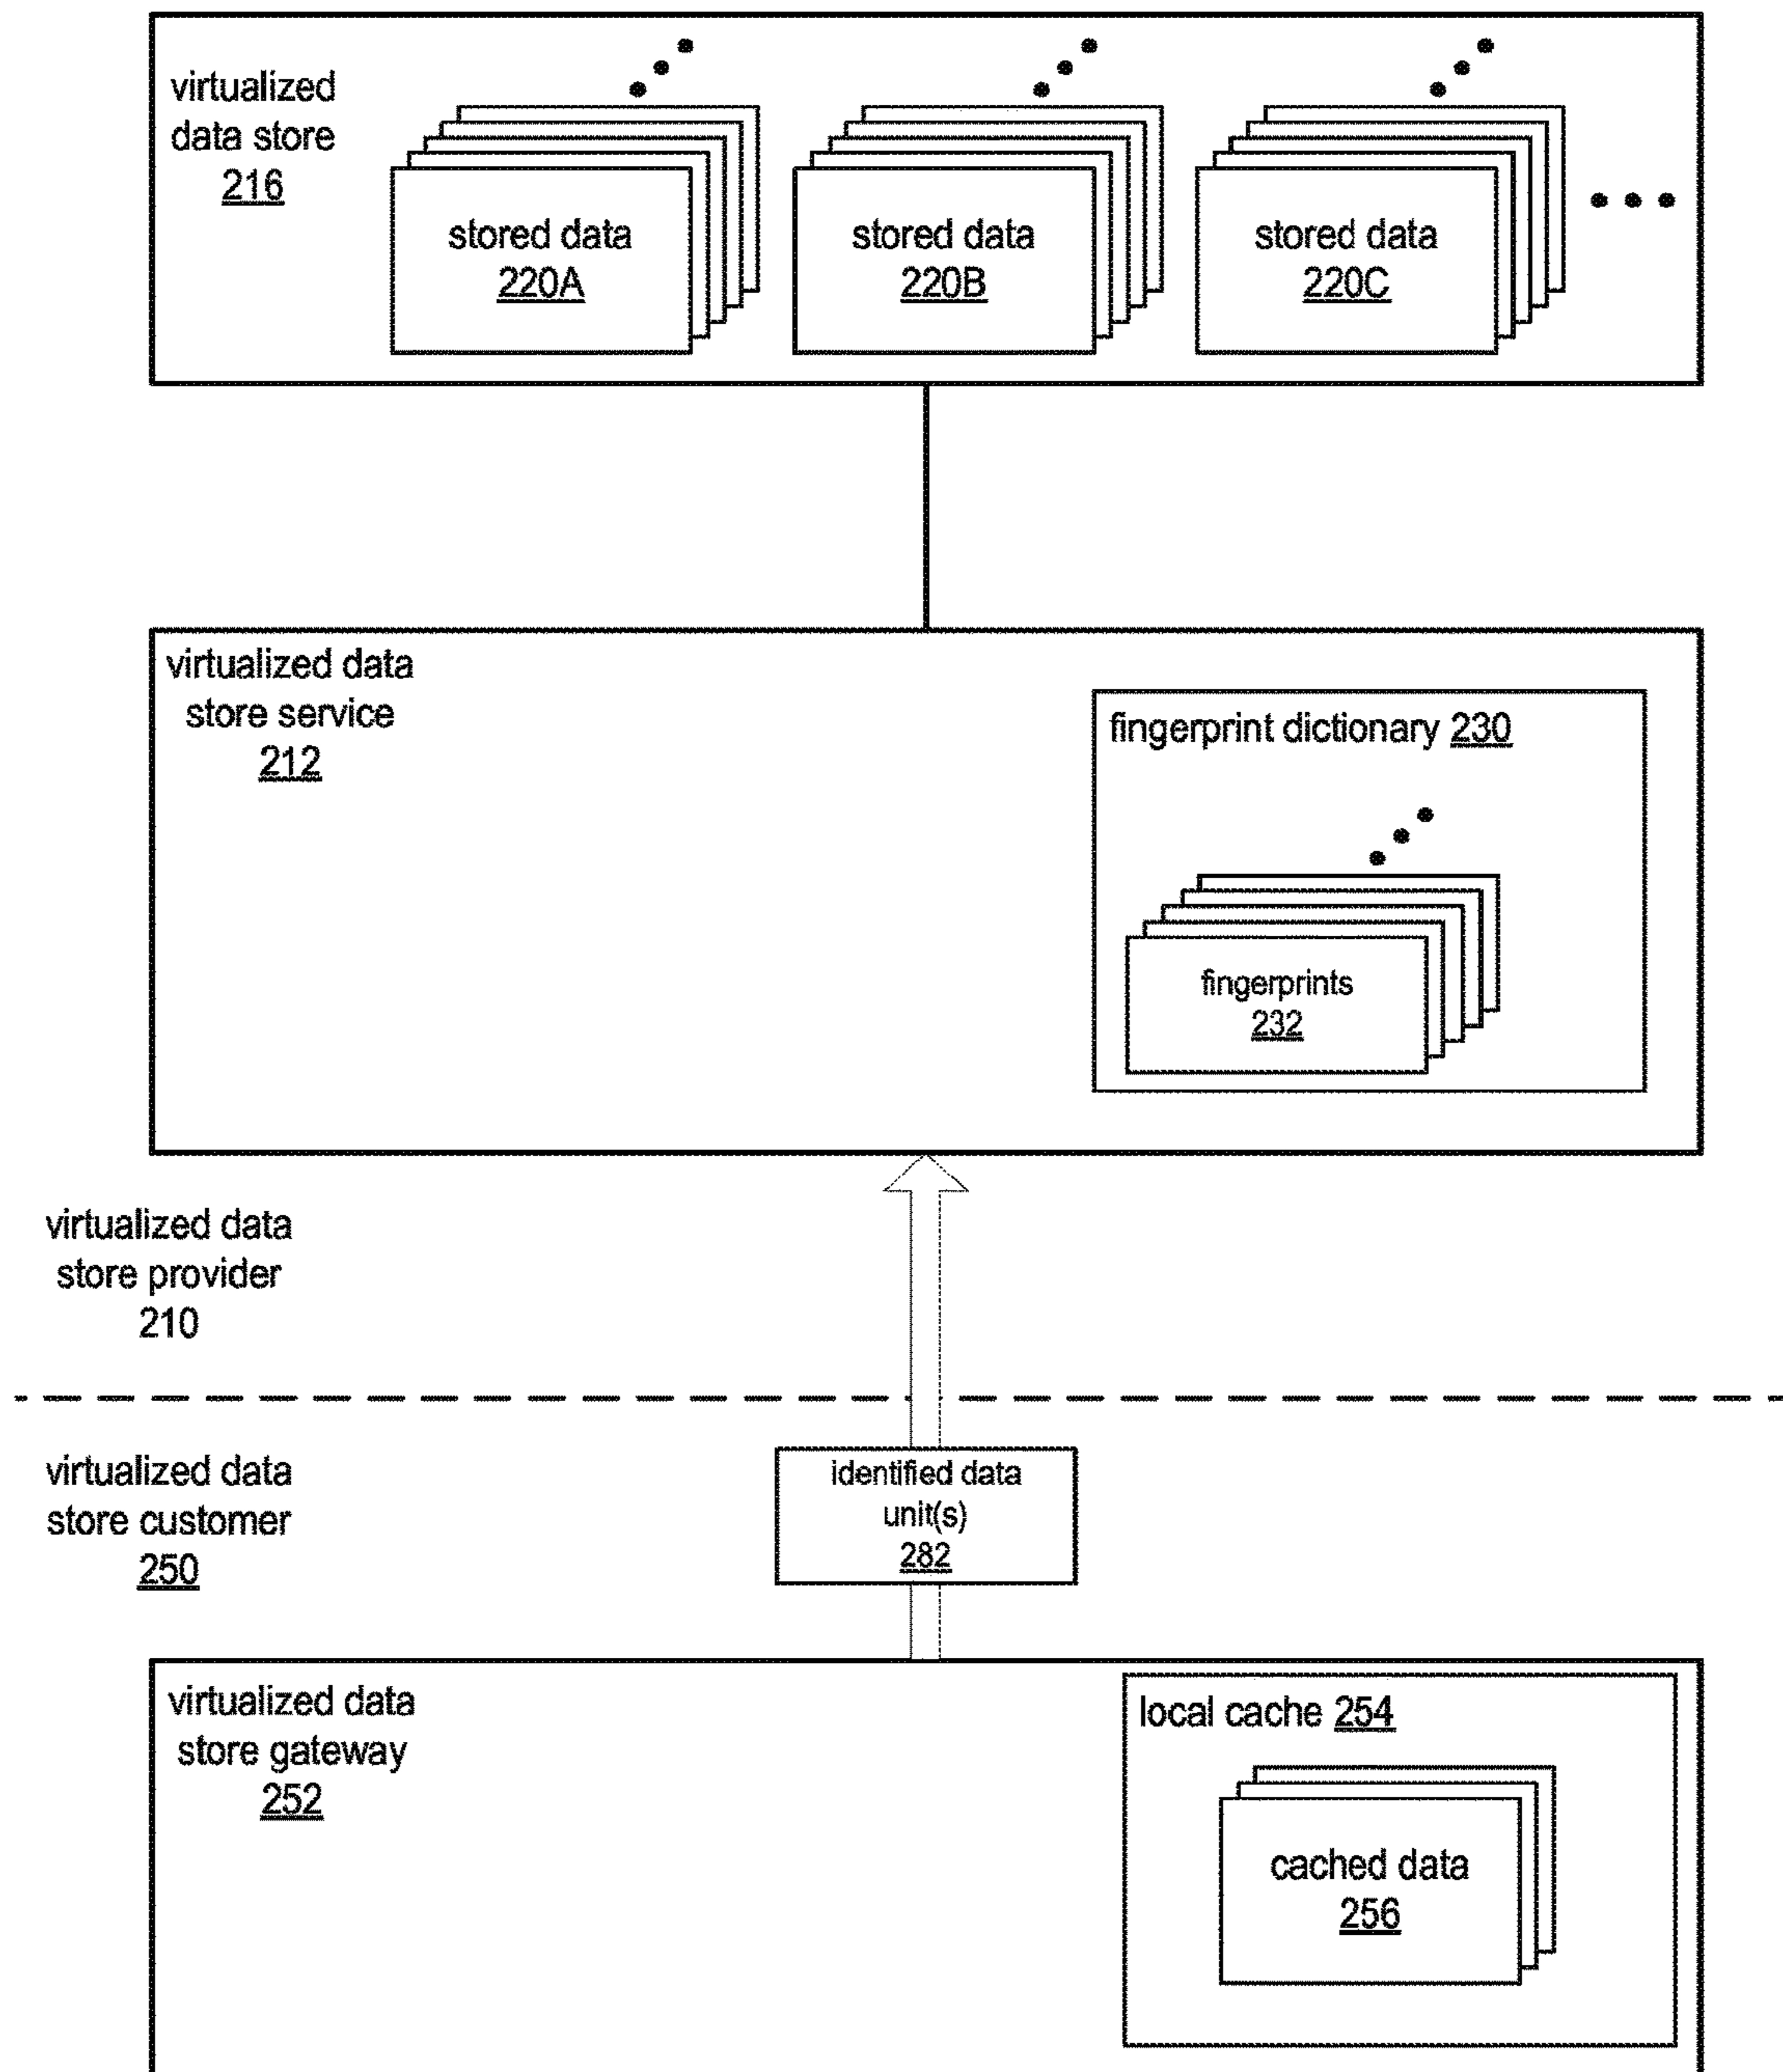 virtualized
data store
216
stored data
220A
stored data
220B
stored data
220C
virtualized data
store service
212
fingerprint dictionary 230
fingerprints
232
virtualized data
store provider
210
virtualized data
store customer
250
identified data
unit(s)
282
virtualized data
store gateway
252
local cache 254
cached data
256